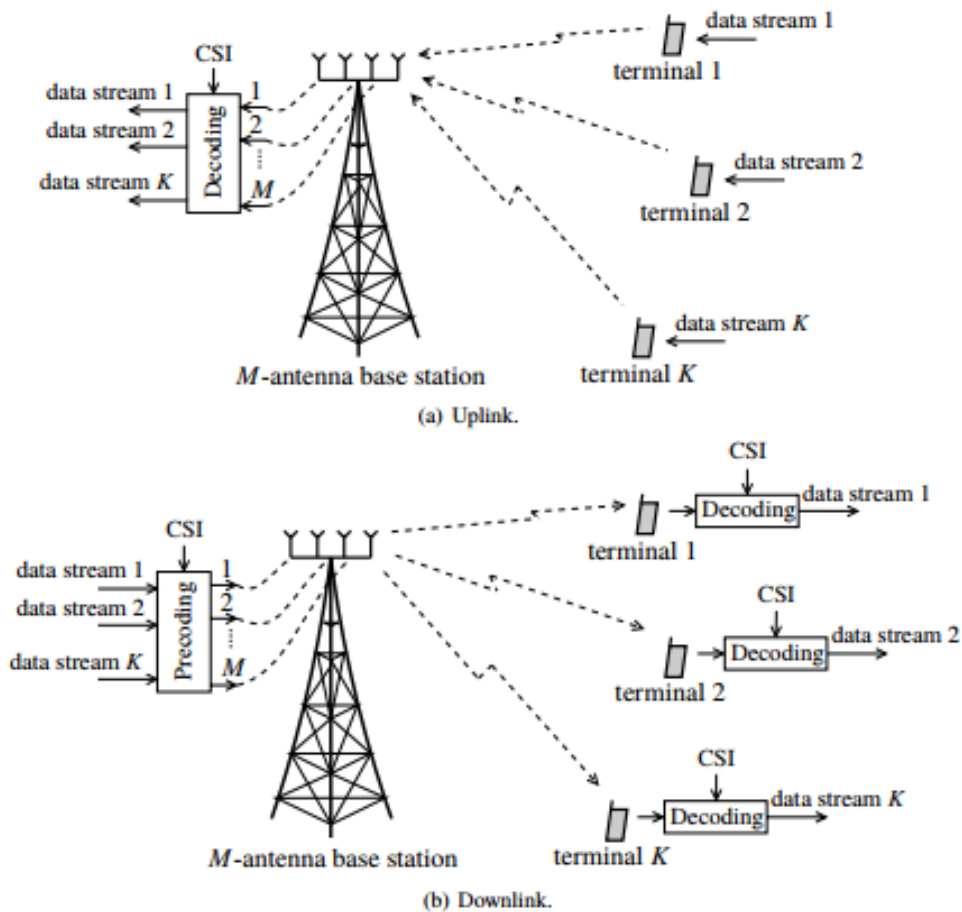 data stream 1
CSI
terminal 1
data stream 1
1
data stream 2
2
Decoding
data stream 2
data stream K
M
terminal 2
data stream K
terminal K
M-antenna base station
(a) Uplink.
CSI
data stream 1
Decoding
CSI
terminal 1
data stream 1
1
CSI
data stream 2
2
Precoding
data stream 2
Decoding
data stream K
M
terminal 2
CSI
data stream K
Decoding
terminal K
M-antenna base station
(b) Downlink.